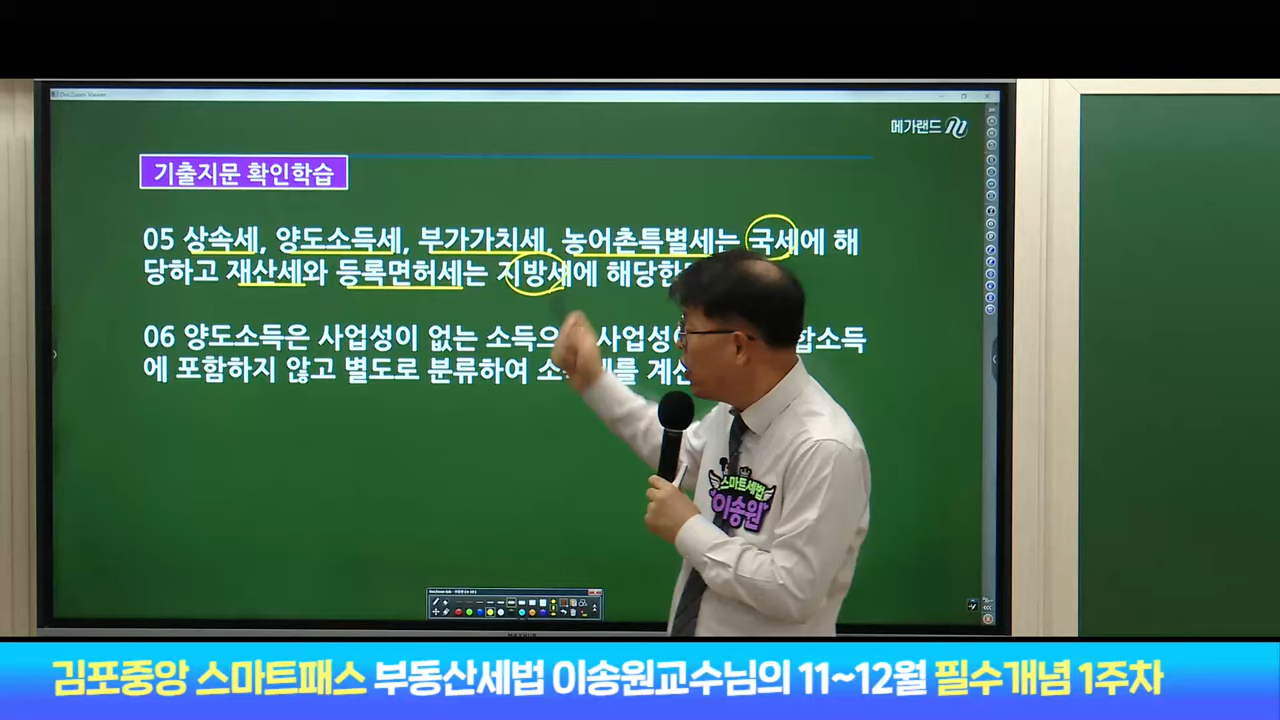 DocZoom Viewer
메가랜드
기출지문 확인학습
05 상속세, 양도소득세, 부가가치세, 농어촌특별세는 국세에 해
당하고 재산세와 등록면허세는 지방세에 해당한
06 양도소득은 사업성이 없는 소득으 사업성 합소득
에 포함하지 않고 별도로 분류하여 소 를 계산
스마트세법
"이송원"
MAXHUB
김포중앙 스마트패스 부동산세법 이송원교수님의 11~12월 필수개념 1주차